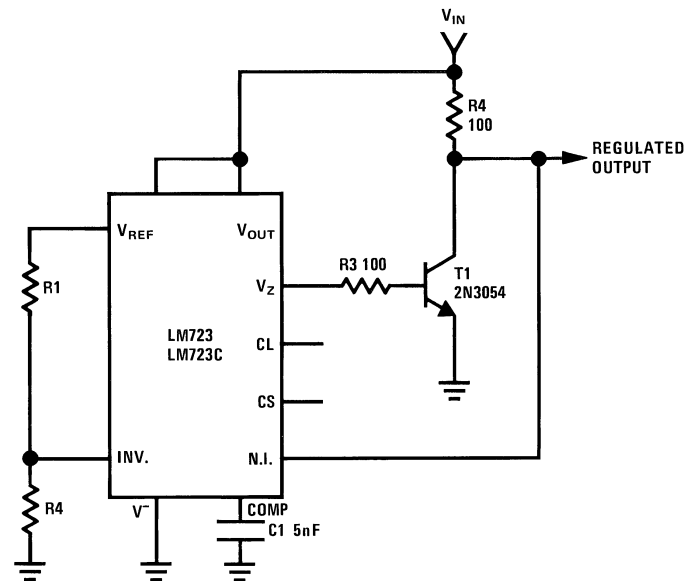 VIN
R4
100
REGULATED
OUTPUT
VREF
VOUT
R1
R3 100
VZ
T1
2N3054
LM723
LM723C
CL
CS
INV.
N.I.
R4
V-
COMP
C1 5nF